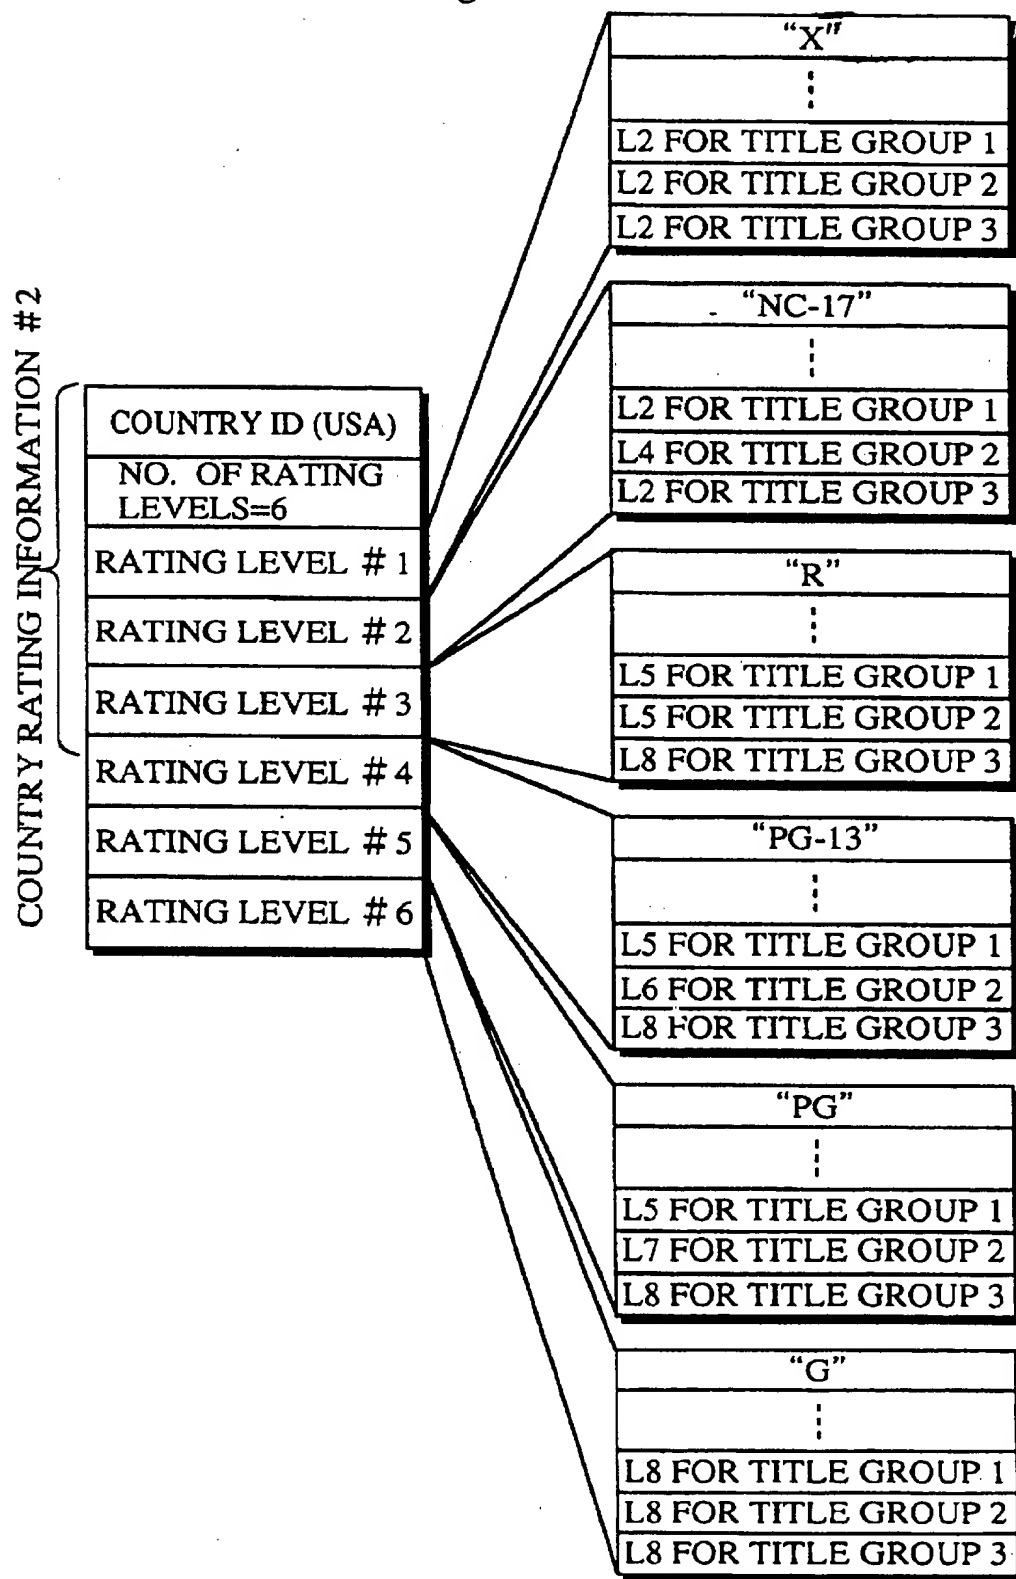 COUNTRY RATING INFORMATION #2
COUNTRY ID (USA)
NO. OF RATING
LEVELS=6
RATING LEVEL #1
RATING LEVEL #2
RATING LEVEL #3
RATING LEVEL #4
RATING LEVEL #5
RATING LEVEL #6
“X”
L2 FOR TITLE GROUP 1
L2 FOR TITLE GROUP 2
L2 FOR TITLE GROUP 3
“NC-17”
L2 FOR TITLE GROUP 1
L4 FOR TITLE GROUP 2
L2 FOR TITLE GROUP 3
“R”
L5 FOR TITLE GROUP 1
L5 FOR TITLE GROUP 2
L8 FOR TITLE GROUP 3
“PG-13”
L5 FOR TITLE GROUP 1
L6 FOR TITLE GROUP 2
L8 FOR TITLE GROUP 3
“PG”
L5 FOR TITLE GROUP 1
L7 FOR TITLE GROUP 2
L8 FOR TITLE GROUP 3
“G”
L8 FOR TITLE GROUP 1
L8 FOR TITLE GROUP 2
L8 FOR TITLE GROUP 3